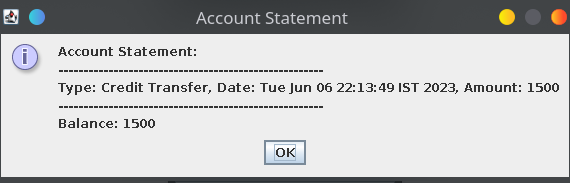 Account Statement
Account Statement:
-----------------------------------------------------
Type: Credit Transfer, Date: Tue Jun 06 22:13:49 IST 2023, Amount: 1500
-----------------------------------------------------
Balance: 1500
OK